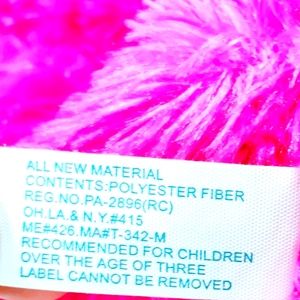 ALL NEW MATERIAL
CONTENTS:POLYESTER FIBER
REG.NO.PA-2896(RC)
OH.LA.& N.Y.#415
ME#426.MA#T-342-M
RECOMMENDED FOR CHILDREN
OVER THE AGE OF THREE
LABEL CANNOT BE REMOVED